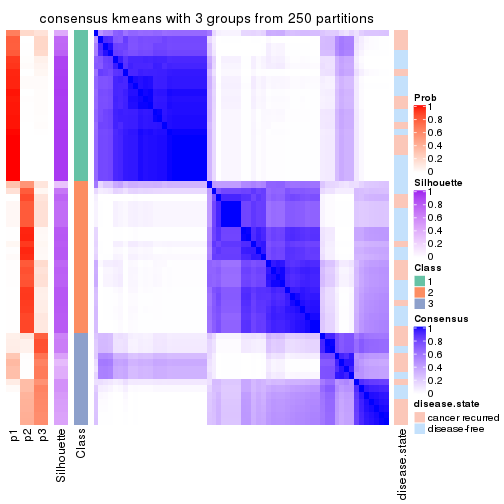 consensus kmeans with 3 groups from 250 partitions
Prob
1
0.8
0.6
0.4
0.2
0
Silhouette
1
0.8
0.6
0.4
0.2
0
Class
1
2
3
Consensus
1
0.8
0.6
0.4
0.2
0
disease.state
cancer recurred
disease-free
p1
p2
p3
Silhouette
Class
disease.state